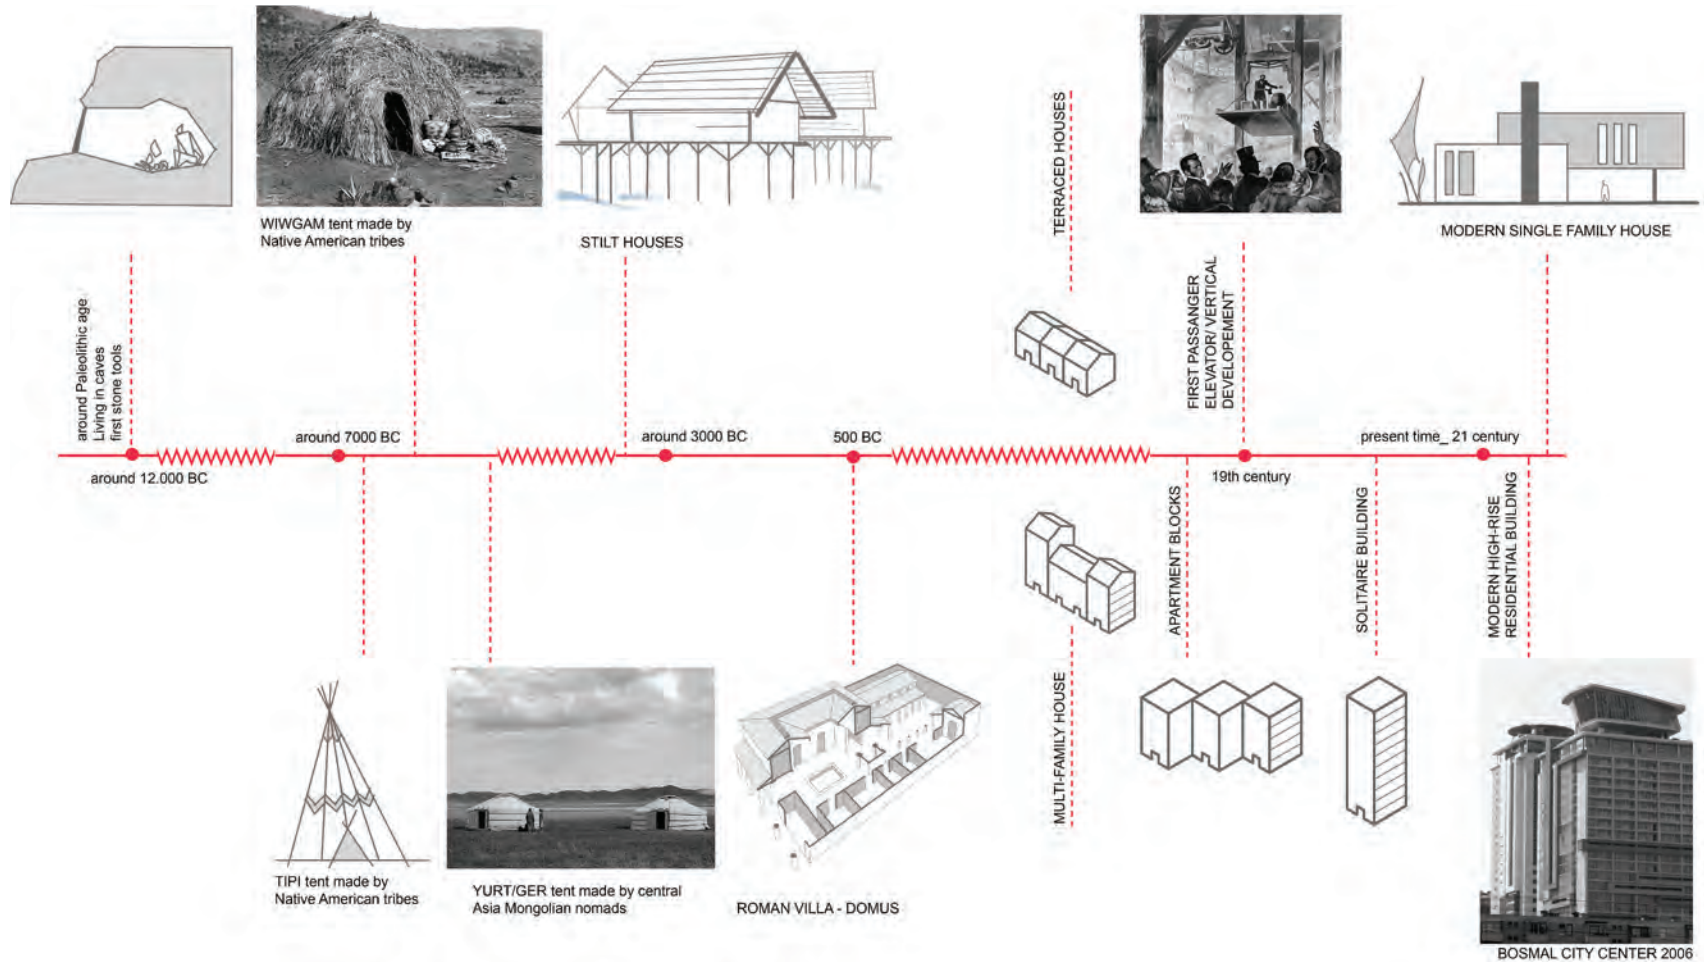 WIWGAM tent made by
Native American tribes
STILT HOUSES
TERRACED HOUSES
MODERN SINGLE FAMILY HOUSE
around Paleolithic age
Living in caves
first stone tools
FIRST PASSANGER
ELEVATOR/ VERTICAL
DEVELOPEMENT
around 7000 BC
around 3000 BC
500 BC
present time_ 21 century
around 12.000 BC
19th century
APARTMENT BLOCKS
SOLITAIRE BUILDING
MODERN HIGH-RISE
RESIDENTIAL BUILDING
MULTI-FAMILY HOUSE
TIPI tent made by
Native American tribes
YURT/GER tent made by central
Asia Mongolian nomads
ROMAN VILLA - DOMUS
BOSMAL CITY CENTER 2006